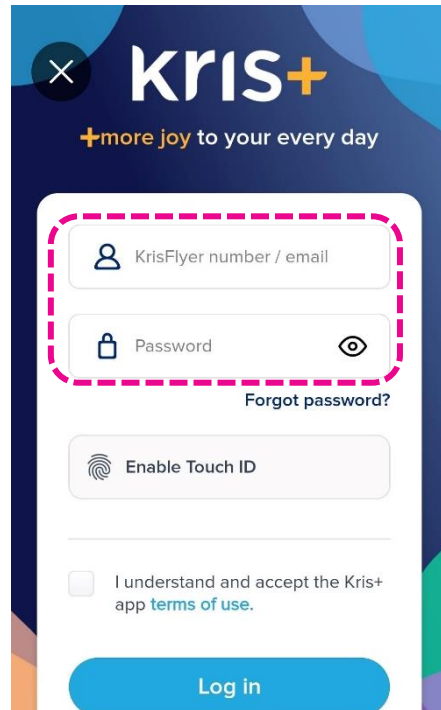 kris+
+more joy to your every day
KrisFlyer number / email
Password
Forgot password?
Enable Touch ID
I understand and accept the Kris+
app terms of use.
Log in